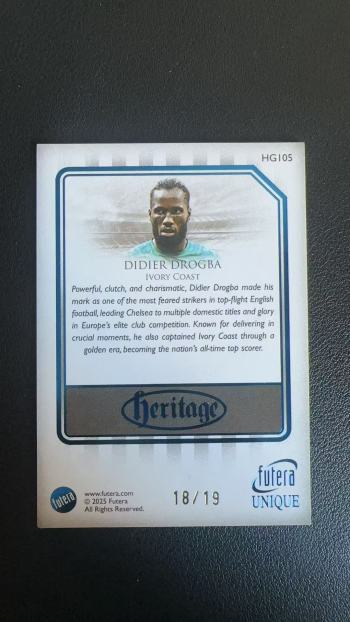 HG105
DIDIER DROGBA
IVORY COAST
Powerful, clutch, and charismatic, Didier Drogba made his
mark as one of the most feared strikers in top-flight English
football, leading Chelsea to multiple domestic titles and glory
in Europe's elite club competition. Known for delivering in
crucial moments, he also captained Ivory Coast through a
golden era, becoming the nation's all-time top scorer.
heritage
futera
www.futera.com
© 2025 Futera
All Rights Reserved.
18/19
futera
UNIQUE